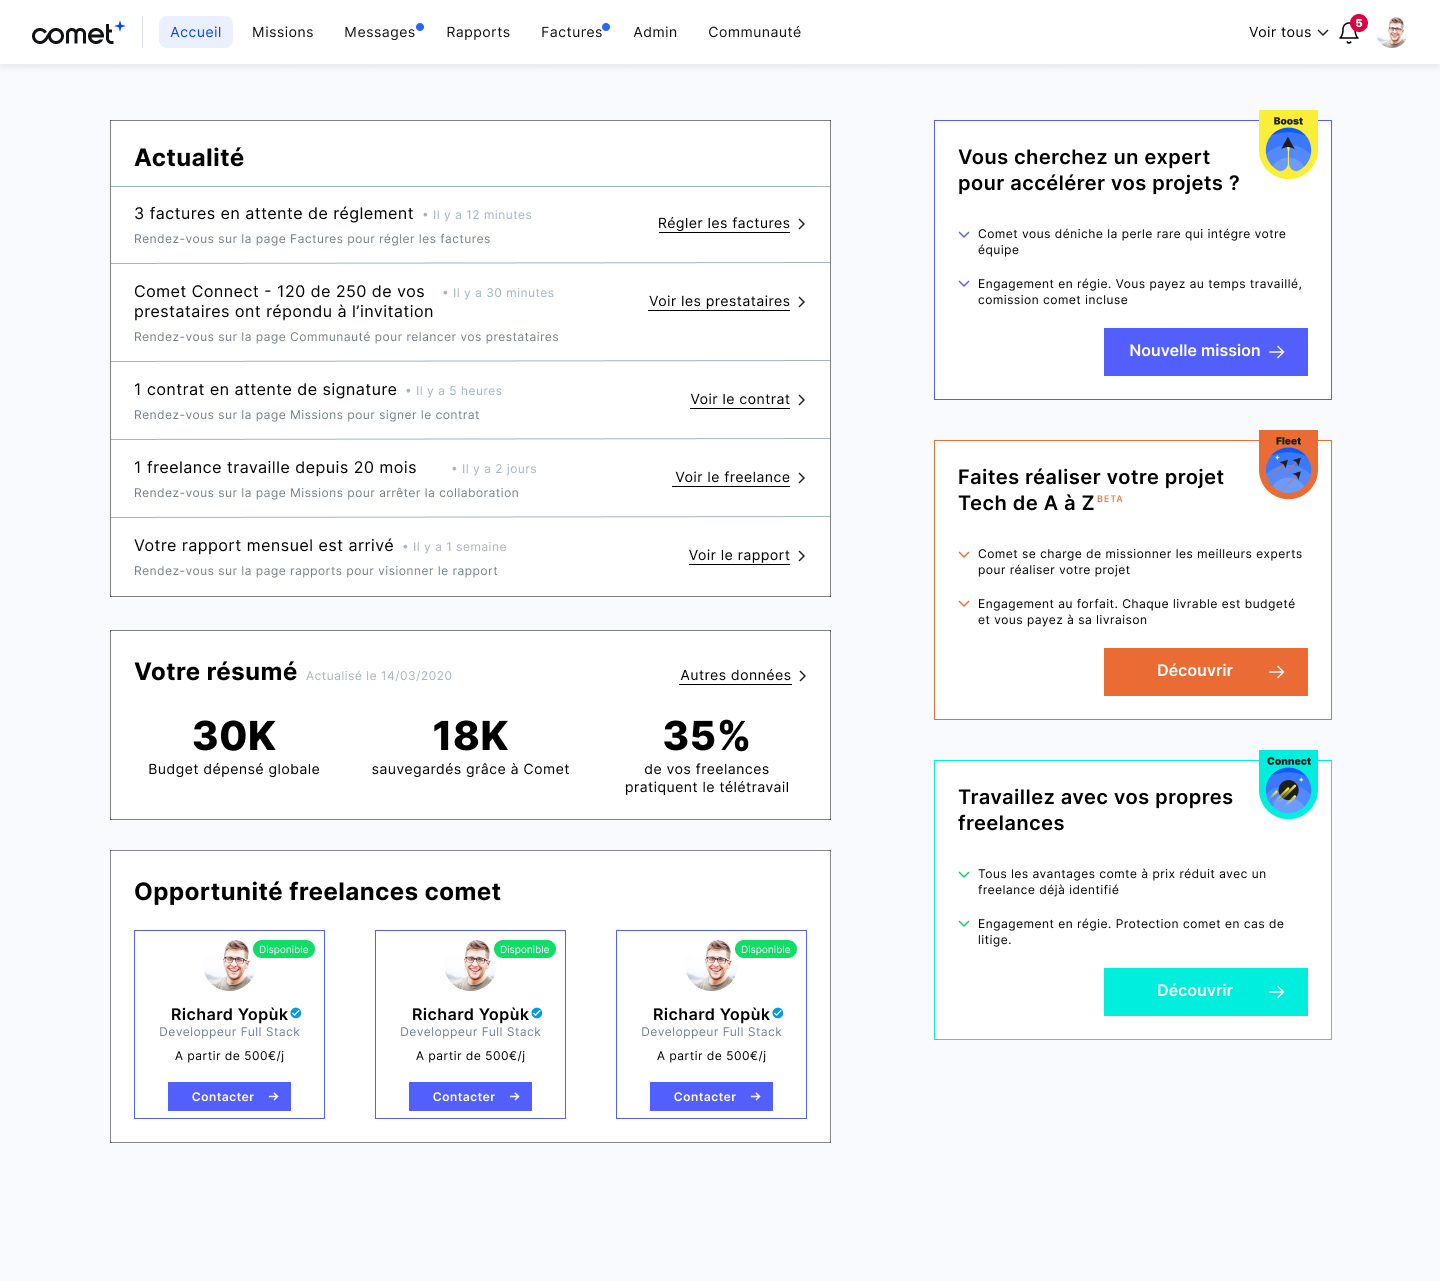 comet
Accueil
Missions
Messages
Rapports
Factures
Admin
Communauté
Voir tous
5
Actualité
3 factures en attente de réglement • Il y a 12 minutes
Rendez-vous sur la page Factures pour régler les factures
Régler les factures
Comet Connect - 120 de 250 de vos • Il y a 30 minutes
prestataires ont répondu à l’invitation
Rendez-vous sur la page Communauté pour relancer vos prestataires
Voir les prestataires
1 contrat en attente de signature • Il y a 5 heures
Rendez-vous sur la page Missions pour signer le contrat
Voir le contrat
1 freelance travaille depuis 20 mois • Il y a 2 jours
Rendez-vous sur la page Missions pour arrêter la collaboration
Voir le freelance
Votre rapport mensuel est arrivé • Il y a 1 semaine
Rendez-vous sur la page rapports pour visionner le rapport
Voir le rapport
Votre résumé Actualisé le 14/03/2020
Autres données
30K
Budget dépensé globale
18K
sauvegardés grâce à Comet
35%
de vos freelances
pratiquent le télétravail
Opportunité freelances comet
Disponible
Richard Yopùk
Developpeur Full Stack
A partir de 500€/j
Contacter
Disponible
Richard Yopùk
Developpeur Full Stack
A partir de 500€/j
Contacter
Disponible
Richard Yopùk
Developpeur Full Stack
A partir de 500€/j
Contacter
Boost
Vous cherchez un expert
pour accélérer vos projets ?
Comet vous déniche la perle rare qui intégre votre
équipe
Engagement en régie. Vous payez au temps travaillé,
comission comet incluse
Nouvelle mission
Fleet
Faites réaliser votre projet
Tech de A à Z BETA
Comet se charge de missionner les meilleurs experts
pour réaliser votre projet
Engagement au forfait. Chaque livrable est budgeté
et vous payez à sa livraison
Découvrir
Connect
Travaillez avec vos propres
freelances
Tous les avantages comte à prix réduit avec un
freelance déjà identifié
Engagement en régie. Protection comet en cas de
litige.
Découvrir